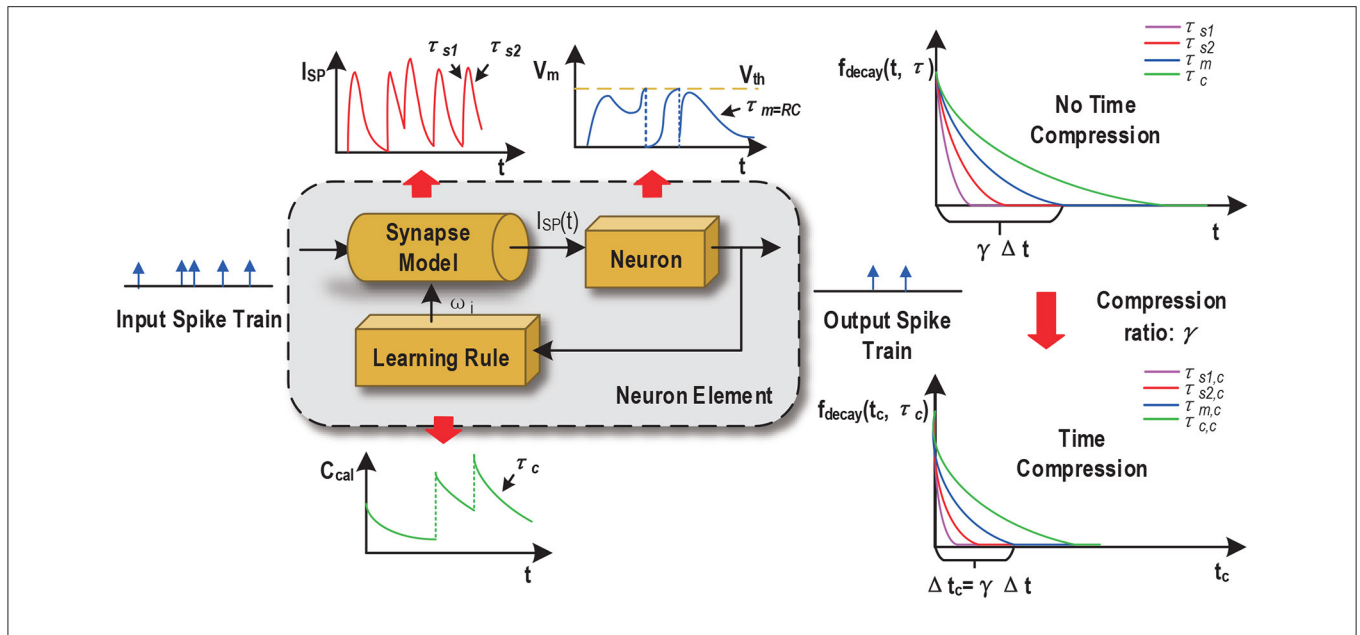 I_SP
τ_s1
τ_s2
t
V_m
V_th
τ_m=RC
t
Input Spike Train
Synapse
Model
I_SP(t)
Neuron
ω_i
Learning Rule
Neuron Element
Output Spike
Train
C_cal
τ_c
t
f_decay(t, τ)
τ_s1
τ_s2
τ_m
τ_c
No Time
Compression
γ Δt
t
Compression
ratio: γ
f_decay(t_c, τ_c)
τ_s1,c
τ_s2,c
τ_m,c
τ_c,c
Time
Compression
Δt_c= γ Δt
t_c